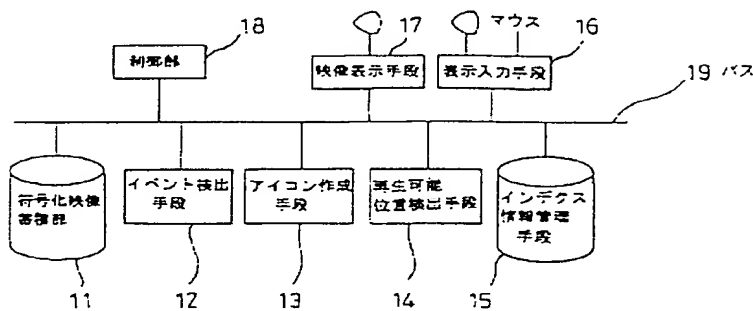 18
制御部
17
映像表示手段
マウス
16
表示入力手段
19 バス
符号化映像
蓄積部
イベント検出
手段
アイコン作成
手段
再生可能
位置検出手段
インデクス
情報管理
手段
11
12
13
14
15